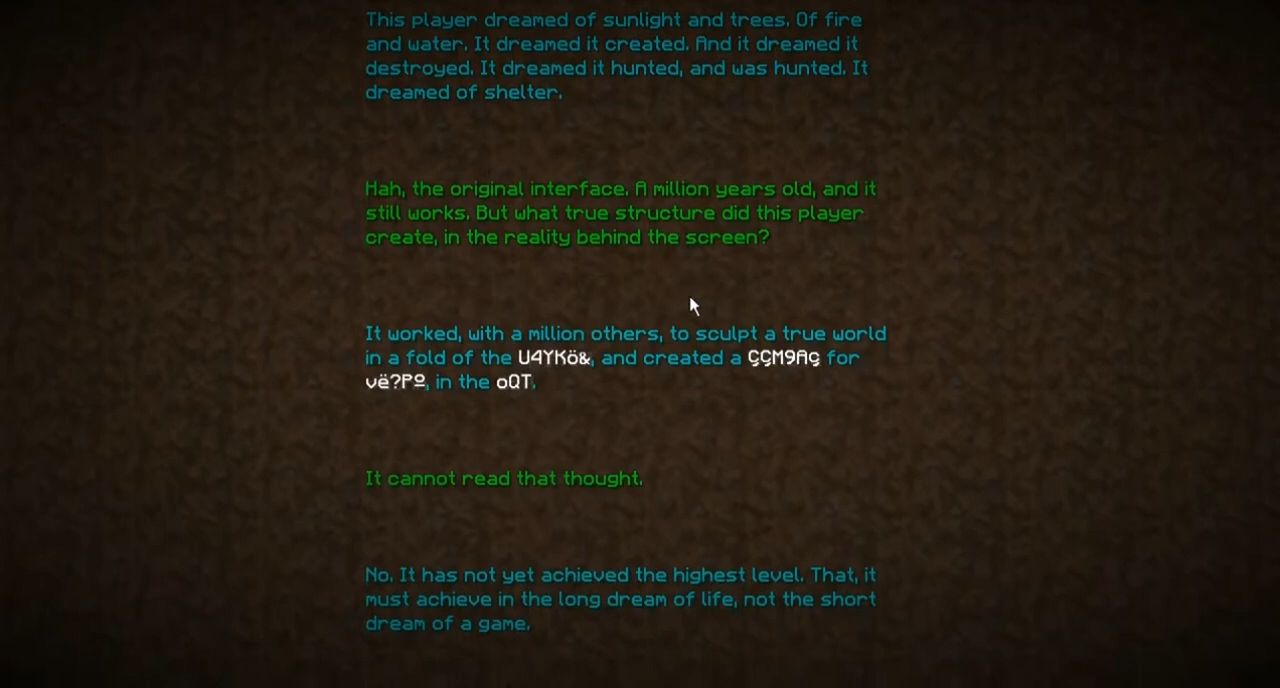 This player dreamed of sunlight and trees. Of fire
and water. It dreamed it created. And it dreamed it
destroyed. It dreamed it hunted, and was hunted. It
dreamed of shelter.
Hah, the original interface. A million years old, and it
still works. But what true structure did this player
create, in the reality behind the screen?
It worked, with a million others, to sculpt a true world
in a fold of the U4YKö&, and created a ÇÇM9Aç for
vë?Pº, in the oQT.
It cannot read that thought.
No. It has not yet achieved the highest level. That, it
must achieve in the long dream of life, not the short
dream of a game.